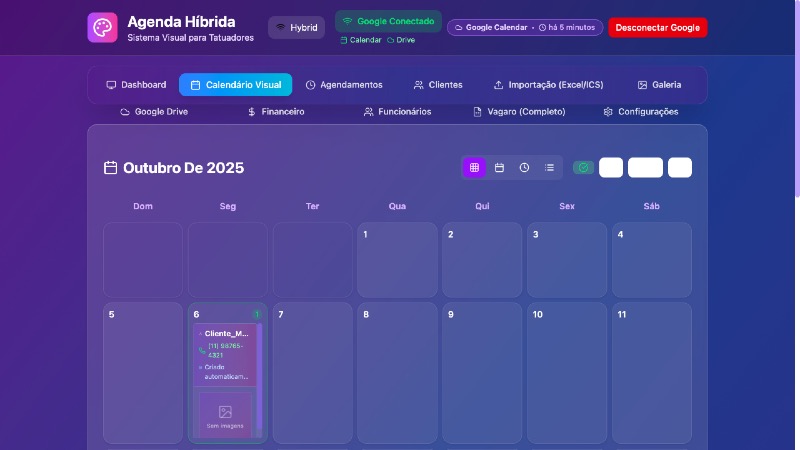 Agenda Híbrida
Sistema Visual para Tatuadores
Hybrid
Google Conectado
Calendar Drive
Google Calendar • há 5 minutos
Desconectar Google
Dashboard
Calendário Visual
Agendamentos
Clientes
Importação (Excel/ICS)
Galeria
Google Drive
Financeiro
Funcionários
Vagaro (Completo)
Configurações
Outubro De 2025
Dom Seg Ter Qua Qui Sex Sáb
1 2 3 4
5 6 1 7 8 9 10 11
Cliente_M...
(11) 98765-
4321
Criado
automaticam...
Sem imagens